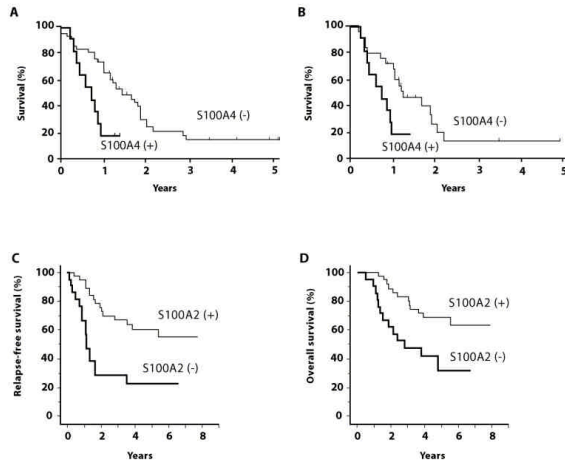 A
100
80
60
40
20
0
Survival (%)
S100A4 (-)
S100A4 (+)
0 1 2 3 4 5
Years
B
100
80
60
40
20
0
Survival (%)
S100A4 (-)
S100A4 (+)
0 1 2 3 4 5
Years
C
100
80
60
40
20
0
Relapse-free survival (%)
S100A2 (+)
S100A2 (-)
0 2 4 6 8
Years
D
100
80
60
40
20
0
Overall survival (%)
S100A2 (+)
S100A2 (-)
0 2 4 6 8
Years